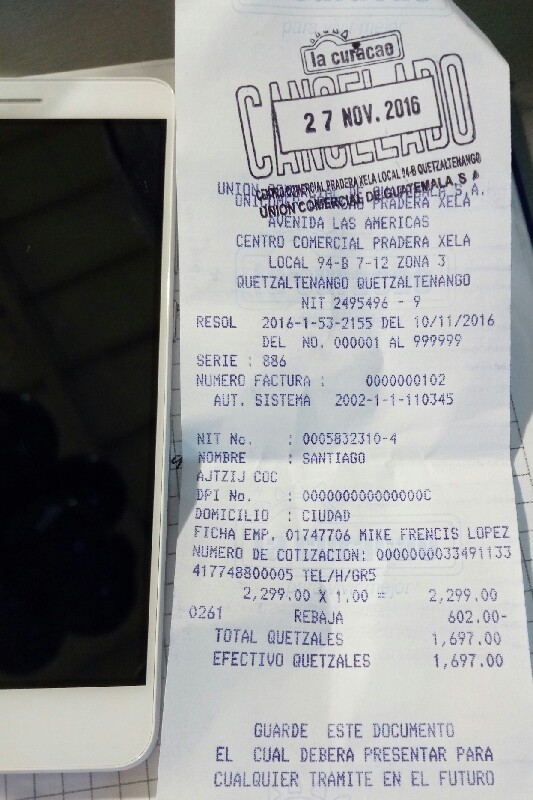 la curacao
CANCELADO
27 NOV. 2016
CENTRO COMERCIAL PRADERA XELA LOCAL 94-B QUETZALTENANGO
UNION COMERCIAL DE GUATEMALA S A
UNION COMERCIAL DE GUATEMALA S.A.
UNICOMER CURACAO PRADERA XELA
AVENIDA LAS AMERICAS
CENTRO COMERCIAL PRADERA XELA
LOCAL 94-B 7-12 ZONA 3
QUETZALTENANGO QUETZALTENANGO
NIT 2495496 - 9
RESOL 2016-1-53-2155 DEL 10/11/2016
DEL NO. 000001 AL 999999
SERIE : 886
NUMERO FACTURA : 0000000102
AUT. SISTEMA 2002-1-1-110345
NIT No. : 0005832310-4
NOMBRE : SANTIAGO
AJTZIJ COC
DPI No. : 0000000000000000C
DOMICILIO : CIUDAD
FICHA EMP. 01747706 MIKE FRENCIS LOPEZ
NUMERO DE COTIZACION: 0000000033491133
417748800005 TEL/H/GR5
2,299.00 X 1.00 = 2,299.00
0261 REBAJA 602.00-
TOTAL QUETZALES 1,697.00
EFECTIVO QUETZALES 1,697.00
GUARDE ESTE DOCUMENTO
EL CUAL DEBERA PRESENTAR PARA
CUALQUIER TRAMITE EN EL FUTURO